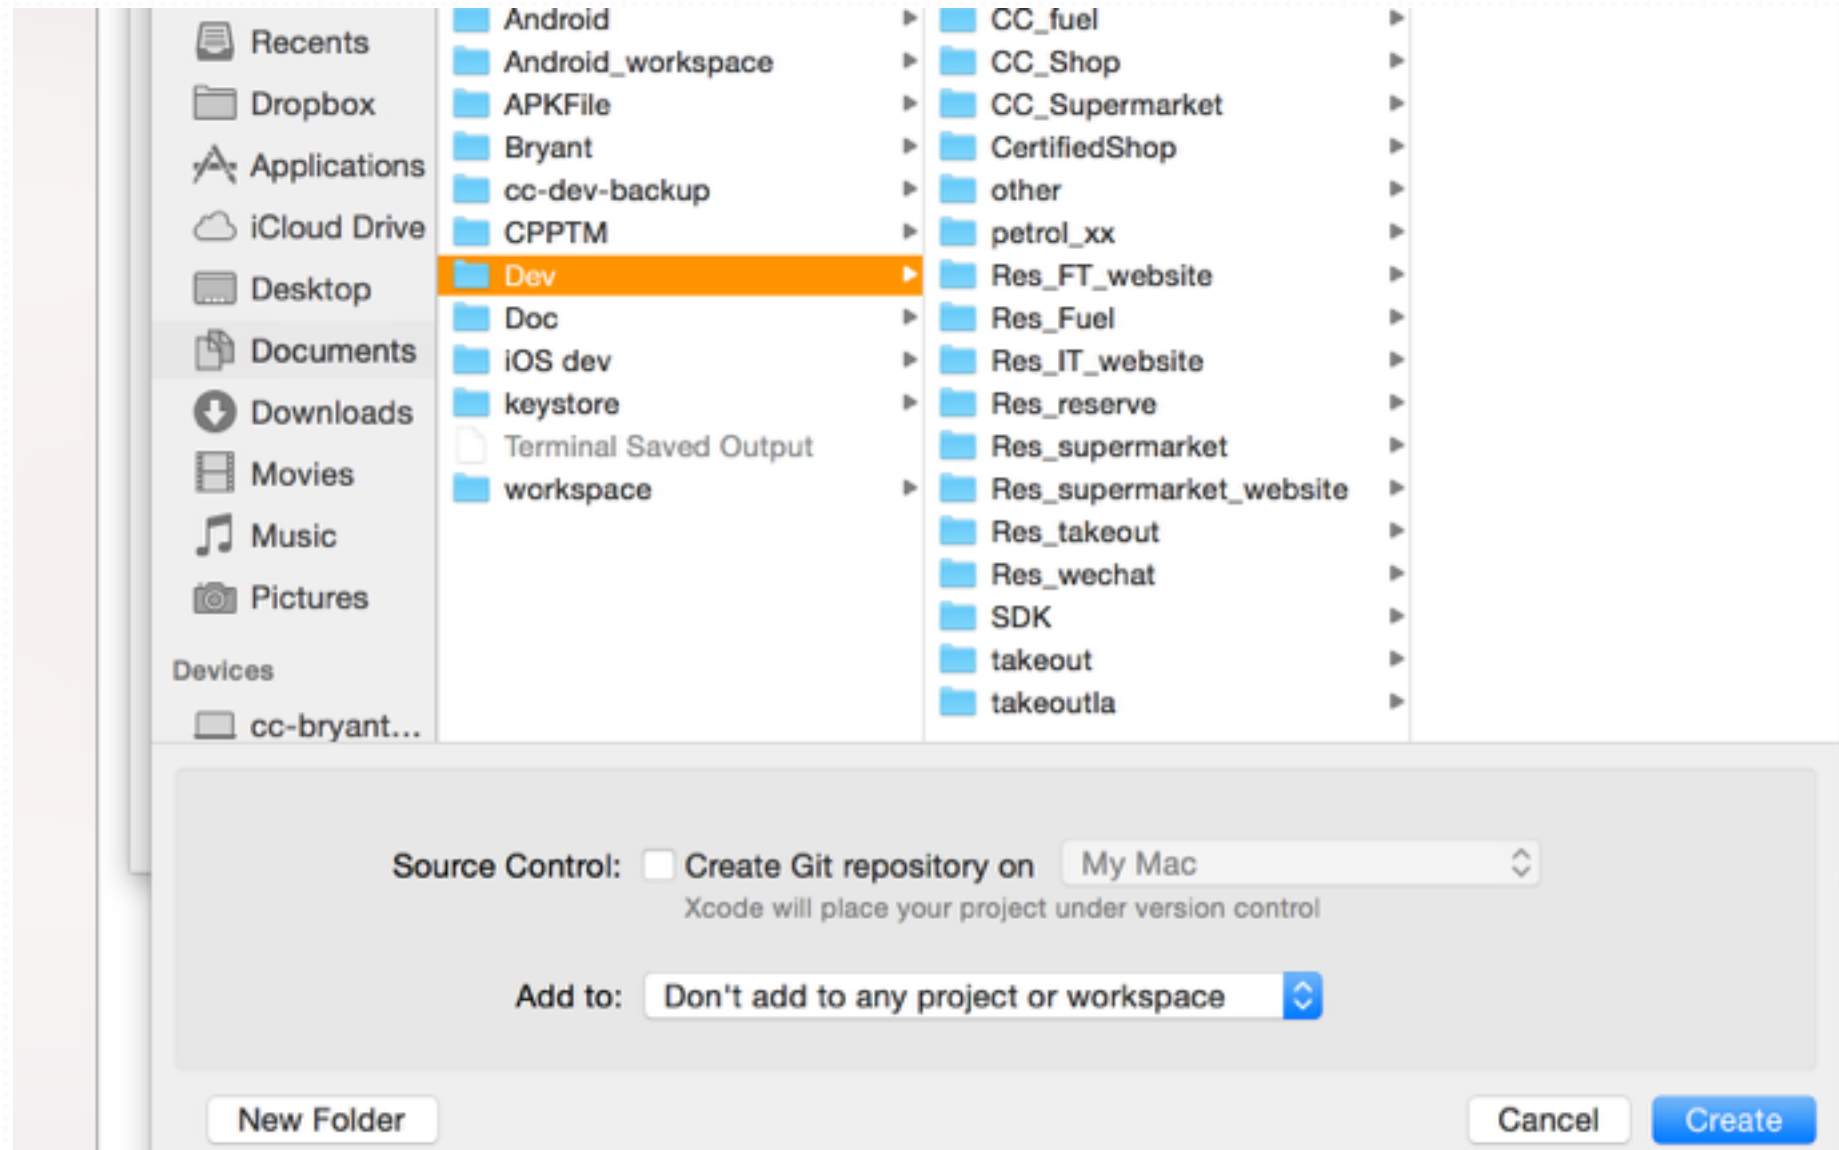 Recents
Dropbox
Applications
iCloud Drive
Desktop
Documents
Downloads
Movies
Music
Pictures
Devices
cc-bryant...
Android
Android_workspace
APKFile
Bryant
cc-dev-backup
CPPTM
Dev
Doc
iOS dev
keystore
Terminal Saved Output
workspace
CC_fuel
CC_Shop
CC_Supermarket
CertifiedShop
other
petrol_xx
Res_FT_website
Res_Fuel
Res_IT_website
Res_reserve
Res_supermarket
Res_supermarket_website
Res_takeout
Res_wechat
SDK
takeout
takeoutla
Source Control: Create Git repository on My Mac
Xcode will place your project under version control
Add to: Don't add to any project or workspace
New Folder Cancel Create